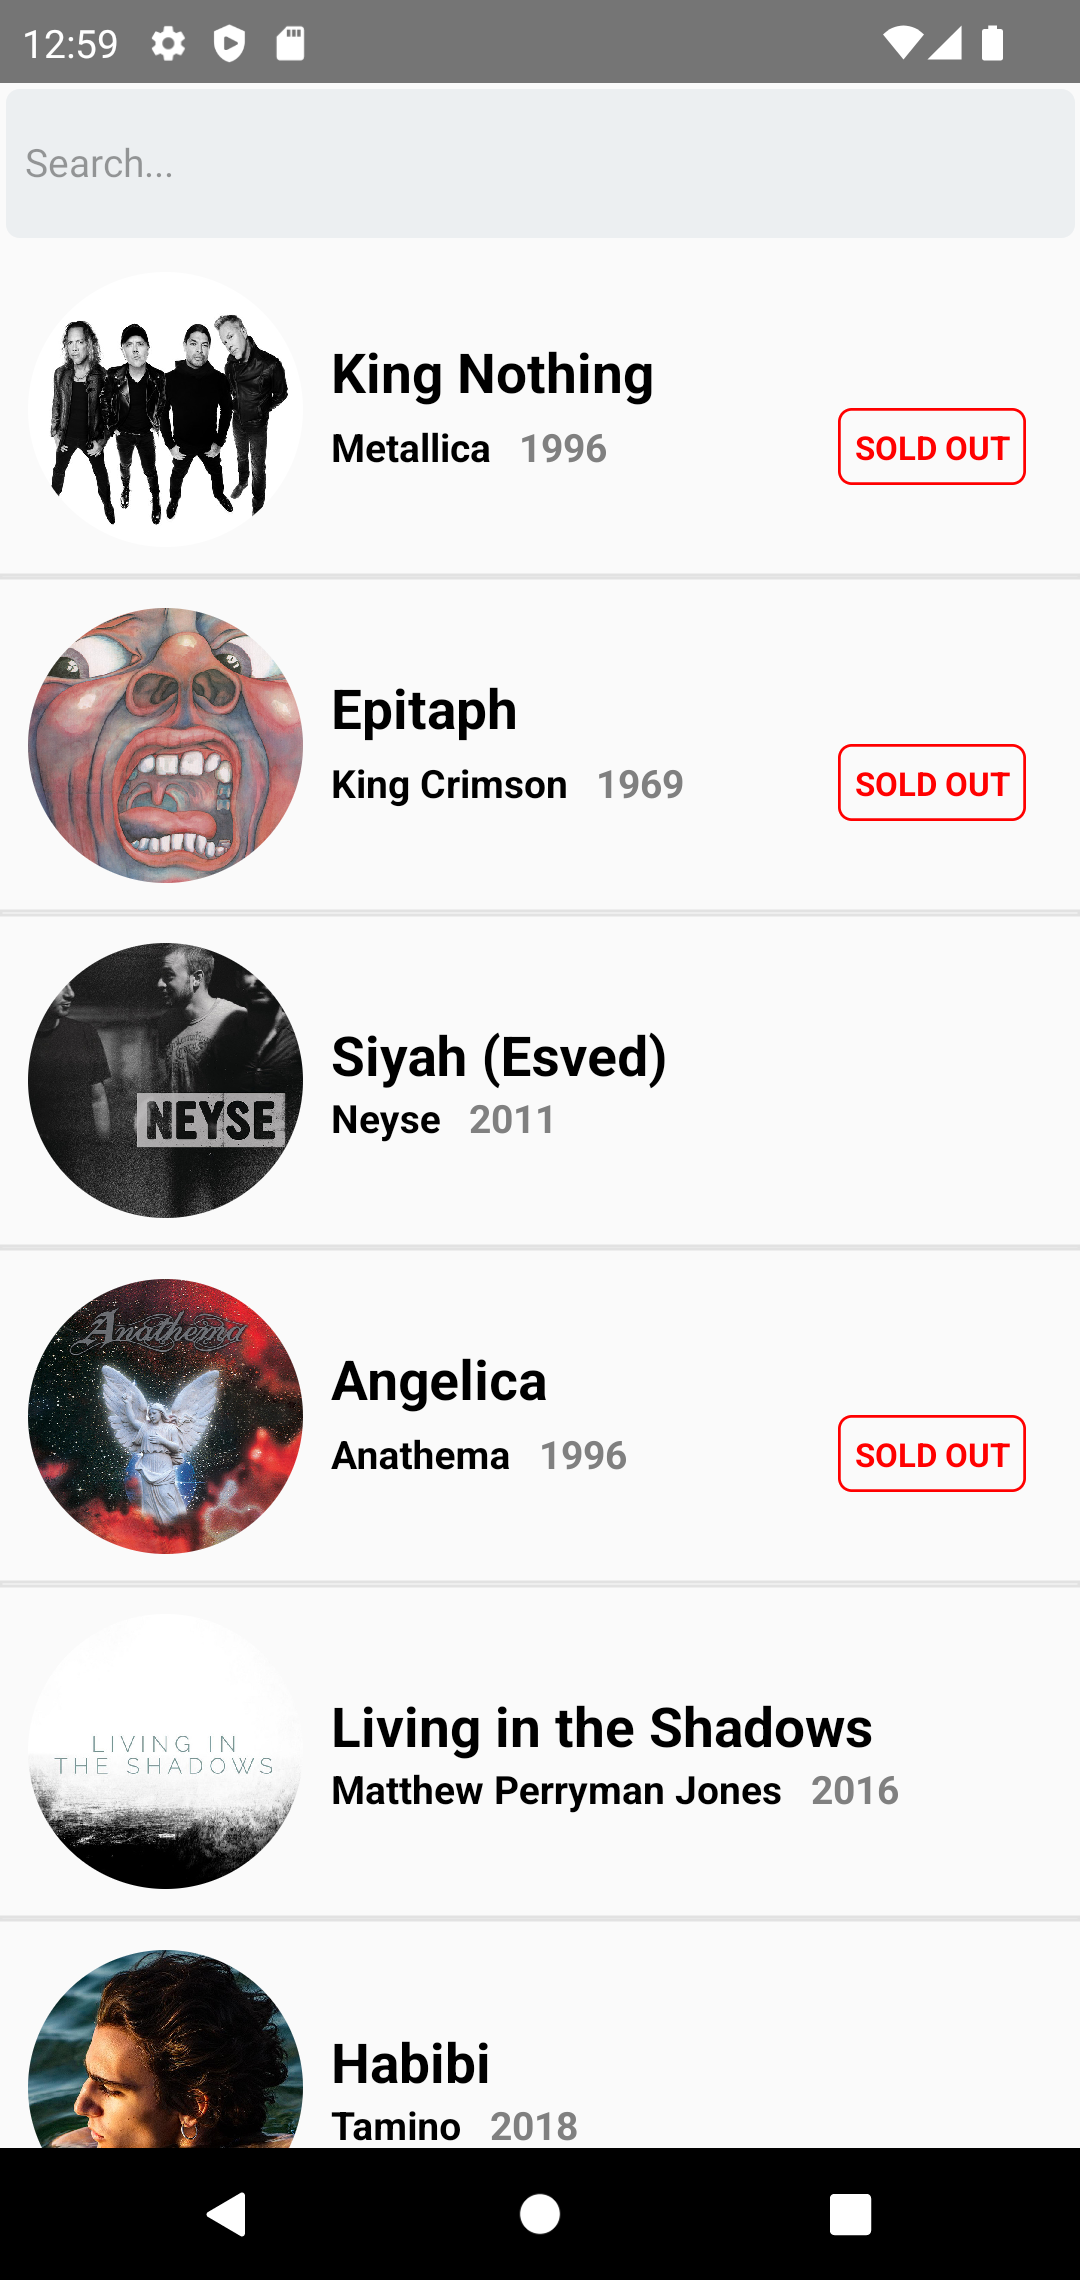 12:59
Search...
King Nothing
Metallica 1996
SOLD OUT
Epitaph
King Crimson 1969
SOLD OUT
NEYSE
Siyah (Esved)
Neyse 2011
Anathema
Angelica
Anathema 1996
SOLD OUT
LIVING IN
THE SHADOWS
Living in the Shadows
Matthew Perryman Jones 2016
Habibi
Tamino 2018